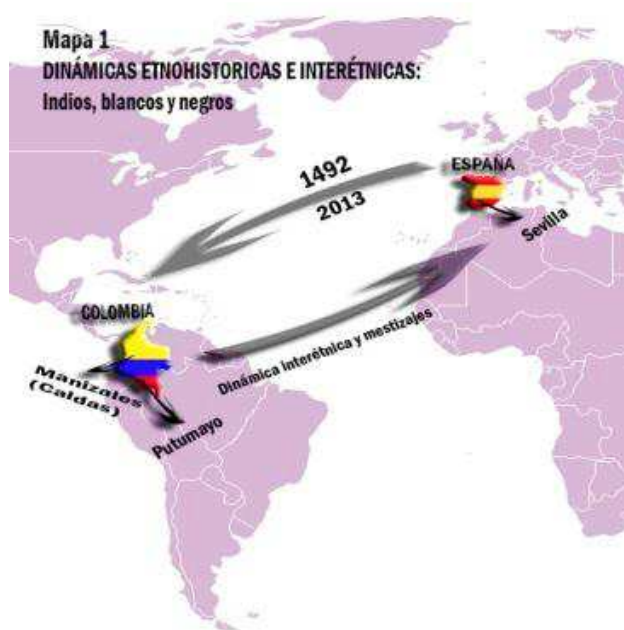 Mapa 1
DINÁMICAS ETNOHISTORICAS E INTERÉTNICAS:
Indios, blancos y negros
ESPAÑA
1492
2013
Sevilla
COLOMBIA
Dinámica interétnica y mestizajes
Manizales
(Caldas)
Putumayo